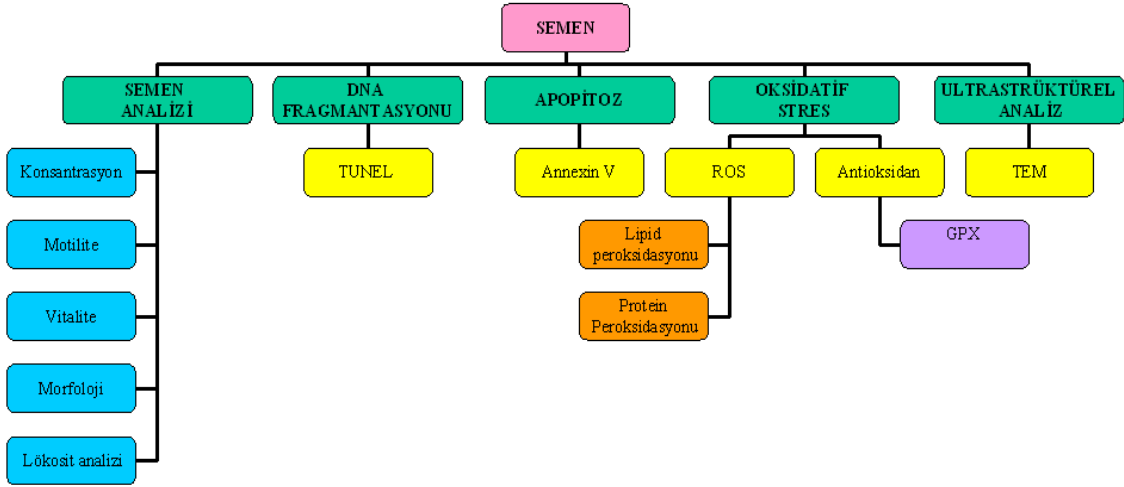 SEMEN
SEMEN
ANALİZİ
DNA
FRAGMANTASYONU
APOPİTOZ
OKSİDATİF
STRES
ULTRASTRÜKTÜREL
ANALİZ
Konsantrasyon
TUNEL
Annexin V
ROS
Antioksidan
TEM
Motilite
Lipid
peroksidasyonu
GPX
Vitalite
Protein
Peroksidasyonu
Morfoloji
Lökosit analizi